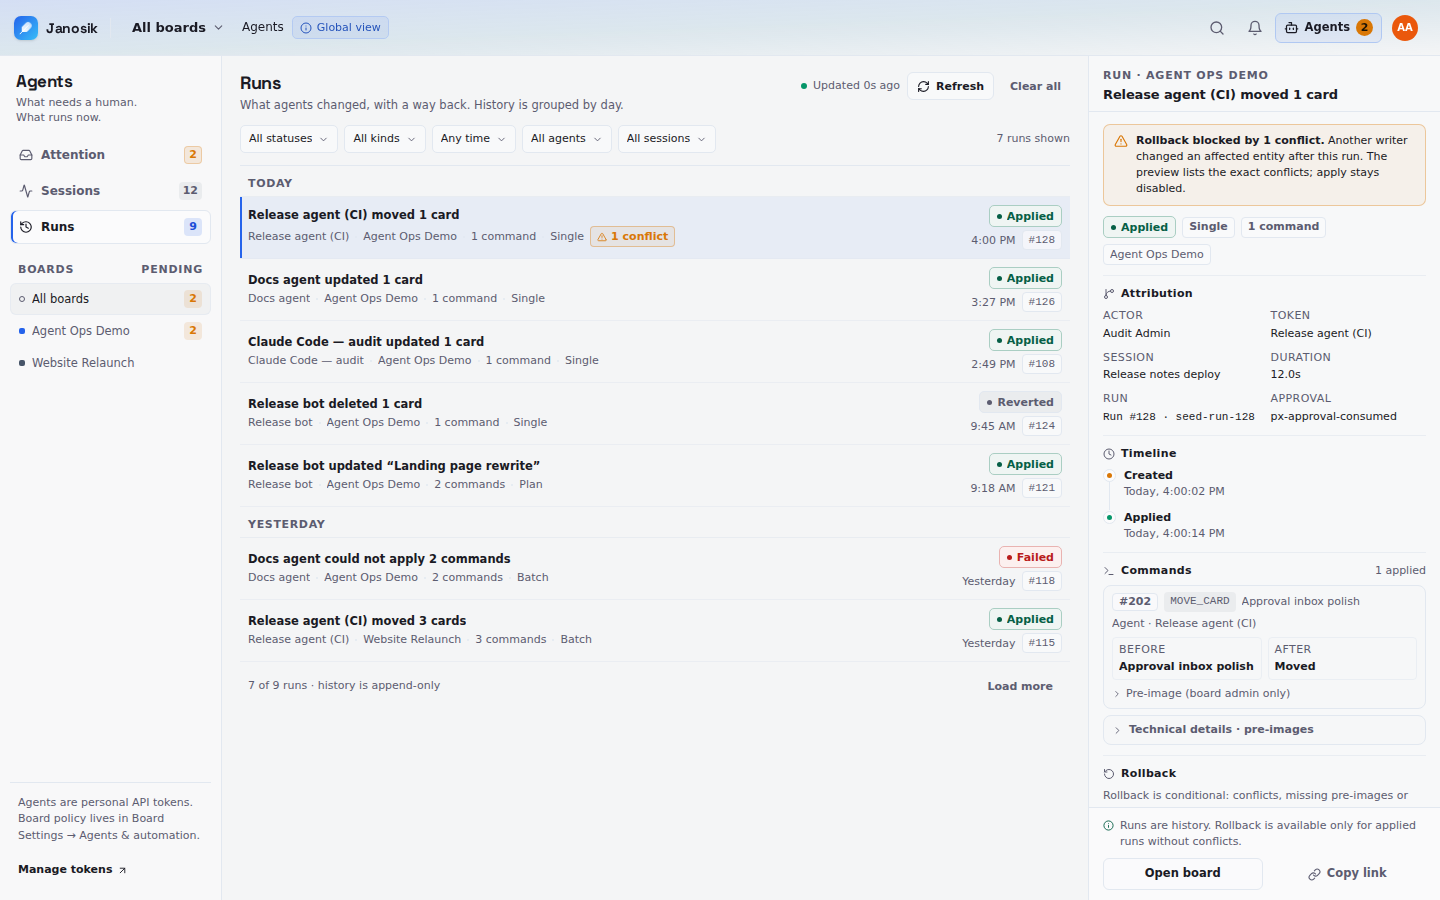 Janosik
All boards
Agents
Global view
Agents 2
AA
Agents
What needs a human.
What runs now.
Attention 2
Sessions 12
Runs 9
BOARDS PENDING
All boards 2
Agent Ops Demo 2
Website Relaunch
Agents are personal API tokens.
Board policy lives in Board
Settings → Agents & automation.
Manage tokens
Runs
What agents changed, with a way back. History is grouped by day.
Updated 0s ago
Refresh
Clear all
All statuses
All kinds
Any time
All agents
All sessions
7 runs shown
TODAY
Release agent (CI) moved 1 card
Applied
Release agent (CI) Agent Ops Demo 1 command Single 1 conflict
4:00 PM #128
Docs agent updated 1 card
Applied
Docs agent · Agent Ops Demo · 1 command · Single
3:27 PM #126
Claude Code — audit updated 1 card
Applied
Claude Code — audit · Agent Ops Demo · 1 command · Single
2:49 PM #108
Release bot deleted 1 card
Reverted
Release bot · Agent Ops Demo · 1 command · Single
9:45 AM #124
Release bot updated “Landing page rewrite”
Applied
Release bot · Agent Ops Demo · 2 commands · Plan
9:18 AM #121
YESTERDAY
Docs agent could not apply 2 commands
Failed
Docs agent · Agent Ops Demo · 2 commands · Batch
Yesterday #118
Release agent (CI) moved 3 cards
Applied
Release agent (CI) · Website Relaunch · 3 commands · Batch
Yesterday #115
7 of 9 runs · history is append-only
Load more
RUN · AGENT OPS DEMO
Release agent (CI) moved 1 card
Rollback blocked by 1 conflict. Another writer
changed an affected entity after this run. The
preview lists the exact conflicts; apply stays
disabled.
Applied Single 1 command
Agent Ops Demo
Attribution
ACTOR TOKEN
Audit Admin Release agent (CI)
SESSION DURATION
Release notes deploy 12.0s
RUN APPROVAL
Run #128 · seed-run-128 px-approval-consumed
Timeline
Created
Today, 4:00:02 PM
Applied
Today, 4:00:14 PM
Commands 1 applied
#202 MOVE_CARD Approval inbox polish
Agent · Release agent (CI)
BEFORE AFTER
Approval inbox polish Moved
Pre-image (board admin only)
Technical details · pre-images
Rollback
Rollback is conditional: conflicts, missing pre-images or
Runs are history. Rollback is available only for applied
runs without conflicts.
Open board
Copy link